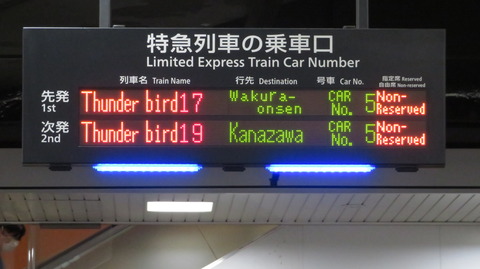 特急列車の乗車口
Limited Express Train Car Number
列車名 Train Name 行先 Destination 号車 Car No. 指定席 Reserved
自由席 Non-reserved
先発 1st Thunder bird17 Wakura-onsen CAR No. 5 Non-Reserved
次発 2nd Thunder bird19 Kanazawa CAR No. 5 Non-Reserved